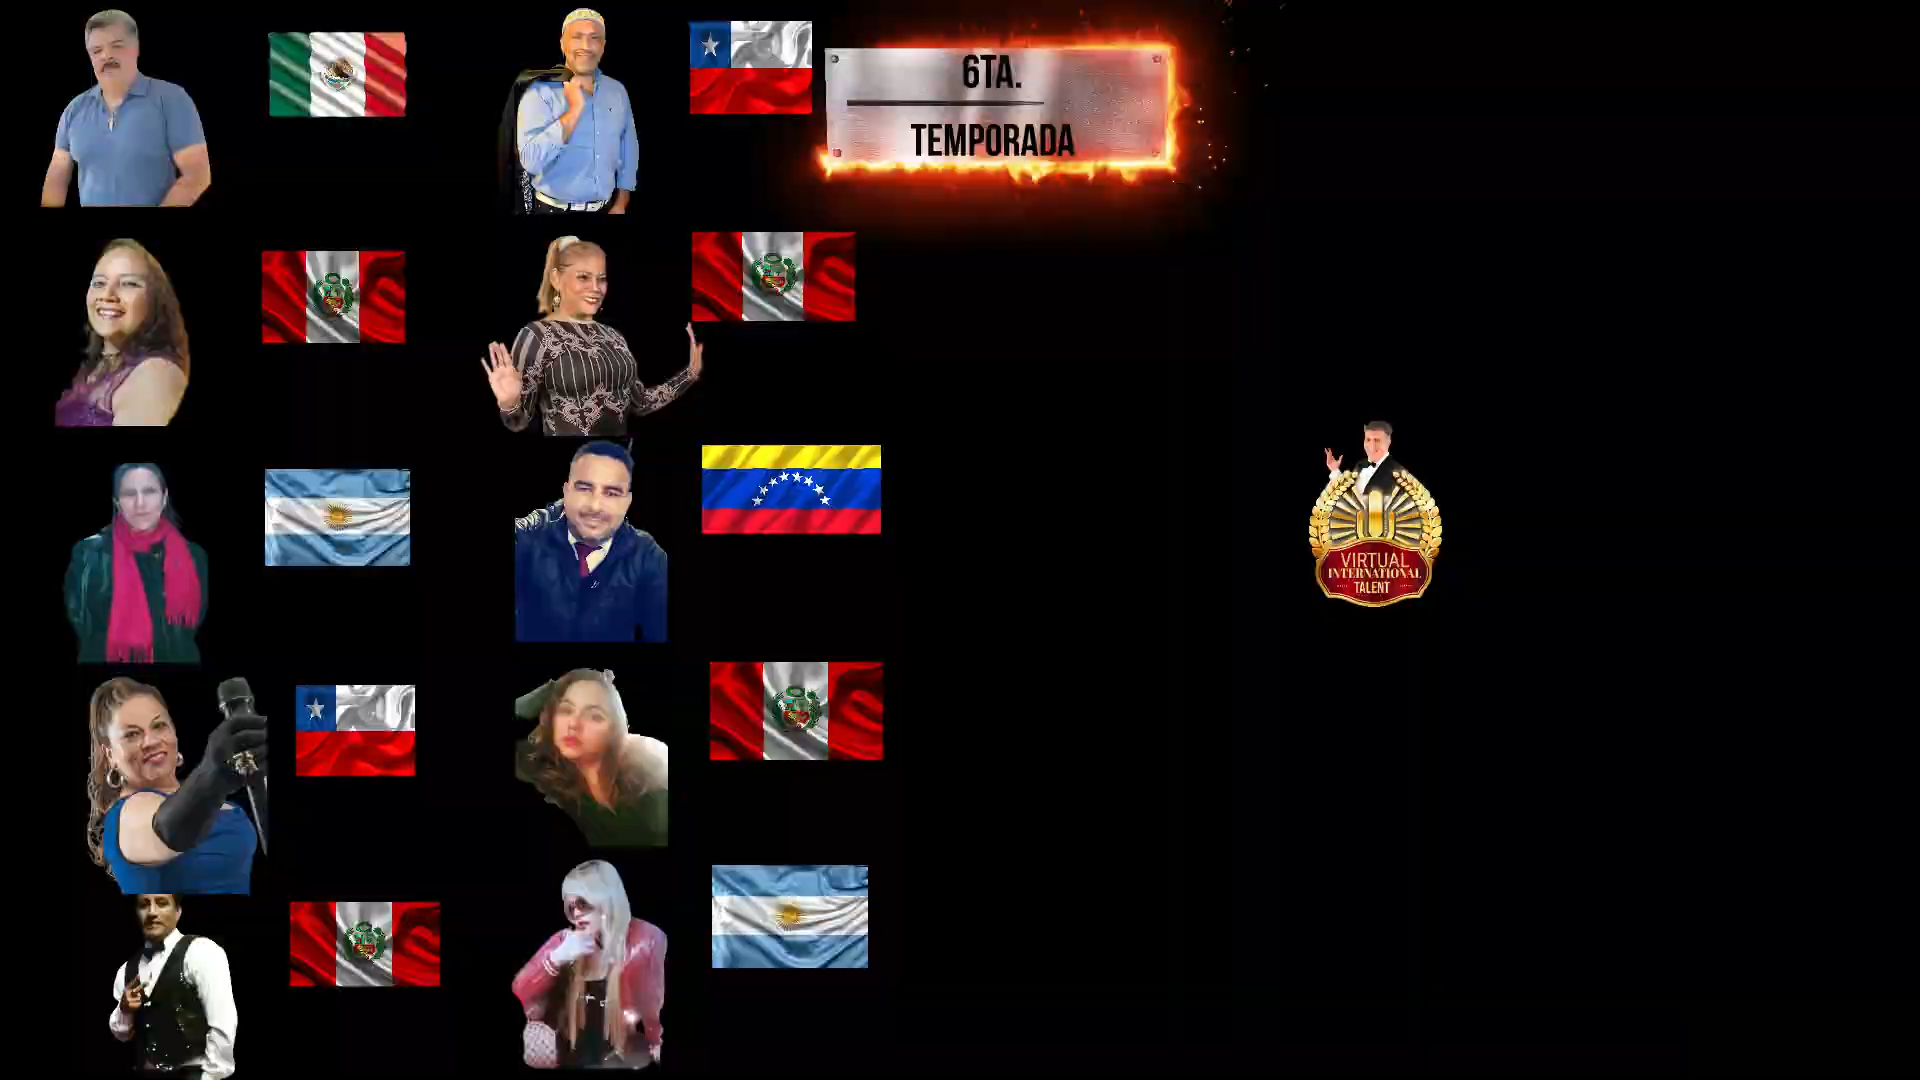 6TA.
TEMPORADA
VIRTUAL
INTERNATIONAL
TALENT